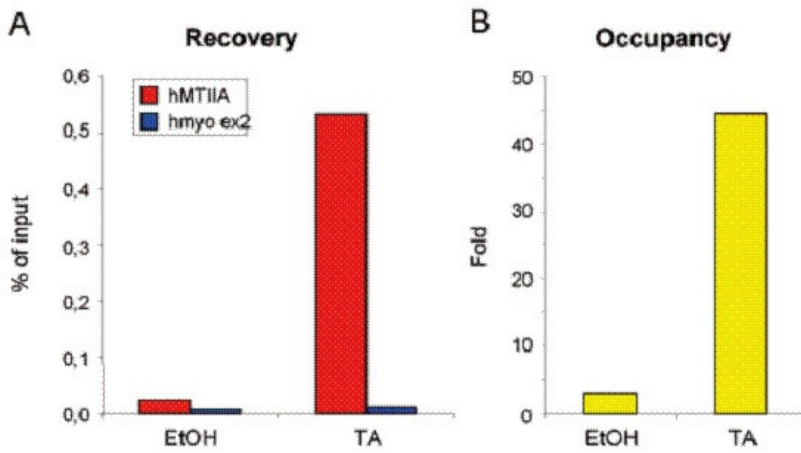 A
Recovery
% of input
0,6
0,5
0,4
0,3
0,2
0,1
0,0
hMTIIA
hmyo ex2
EtOH
TA
B
Occupancy
Fold
50
40
30
20
10
0
EtOH
TA